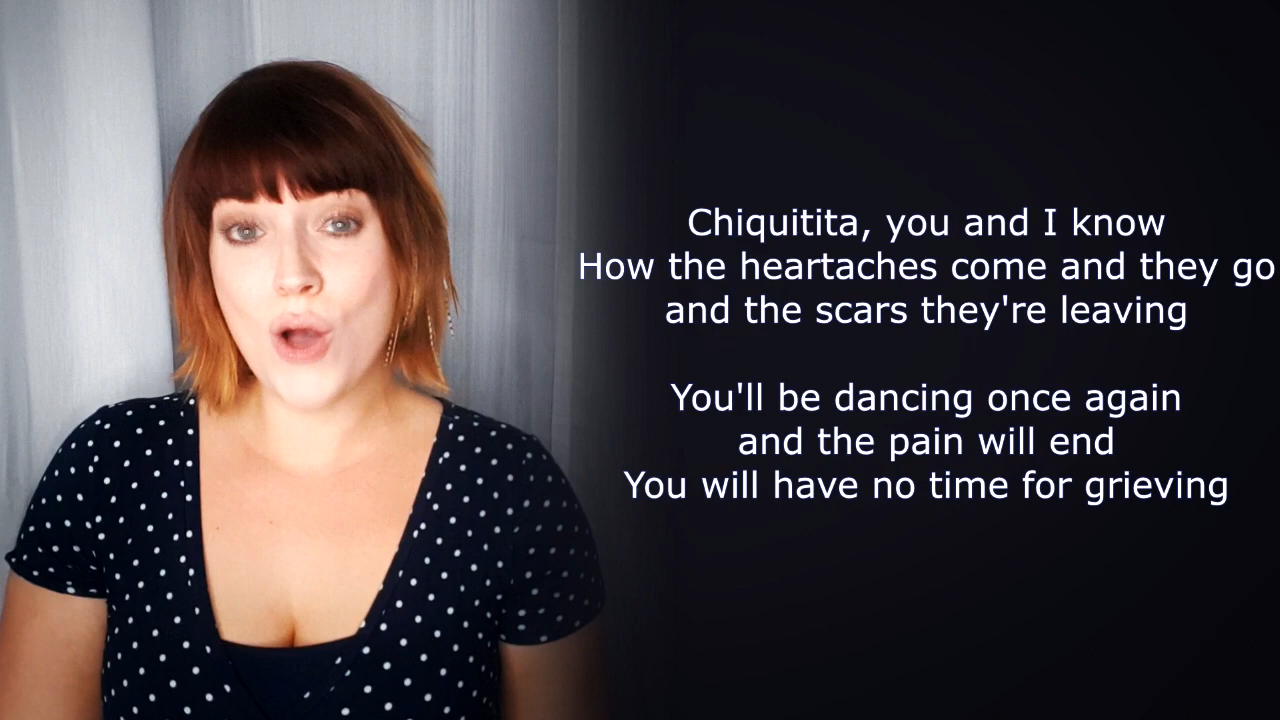 Chiquitita, you and I know
How the heartaches come and they go
and the scars they're leaving
You'll be dancing once again
and the pain will end
You will have no time for grieving